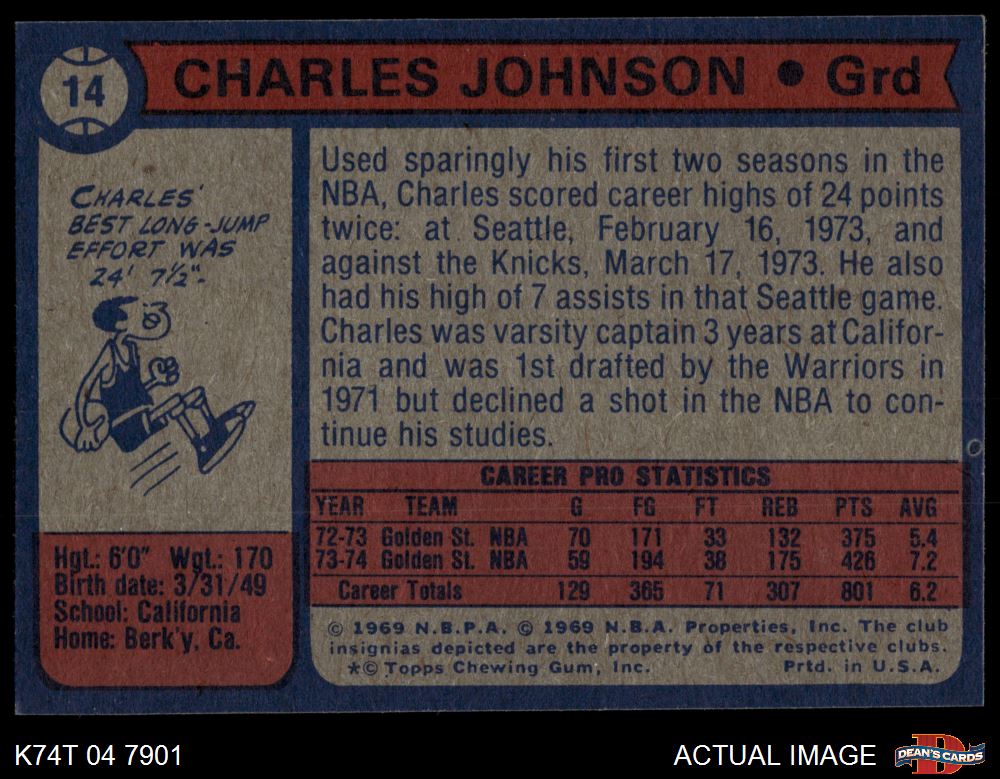 14
CHARLES JOHNSON • Grd
CHARLES'
BEST LONG-JUMP
EFFORT WAS
24' 7½"-
Used sparingly his first two seasons in the
NBA, Charles scored career highs of 24 points
twice: at Seattle, February 16, 1973, and
against the Knicks, March 17, 1973. He also
had his high of 7 assists in that Seattle game.
Charles was varsity captain 3 years at Califor-
nia and was 1st drafted by the Warriors in
1971 but declined a shot in the NBA to con-
tinue his studies.
Hgt.: 6'0" Wgt.: 170
Birth date: 3/31/49
School: California
Home: Berk'y, Ca.
CAREER PRO STATISTICS
YEAR TEAM G FG FT REB PTS AVG
72-73 Golden St. NBA 70 171 33 132 375 5.4
73-74 Golden St. NBA 59 194 38 175 426 7.2
Career Totals 129 365 71 307 801 6.2
© 1969 N.B.P.A. © 1969 N.B.A. Properties, Inc. The club
insignias depicted are the property of the respective clubs.
*© Topps Chewing Gum, Inc. Prtd. in U.S.A.
K74T 04 7901 ACTUAL IMAGE DEAN'S CARDS